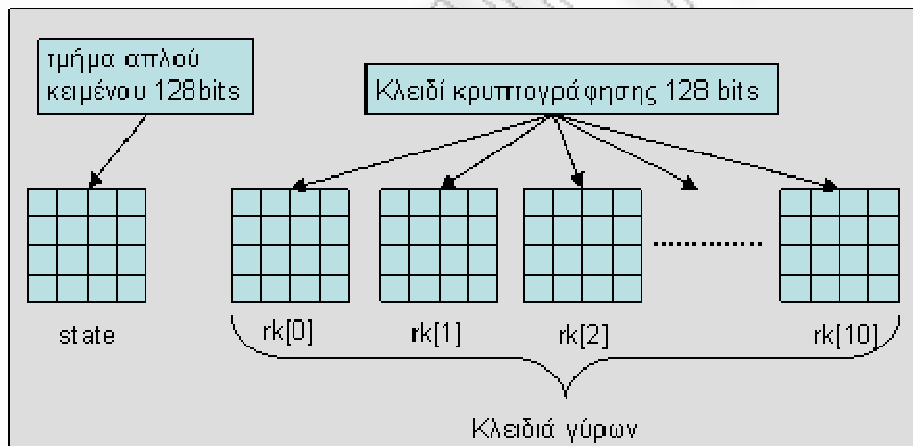 τμήμα απλού
κειμένου 128bits
Κλειδί κρυπτογράφησης 128 bits
state
rk[0]
rk[1]
rk[2]
rk[10]
Κλειδιά γύρων